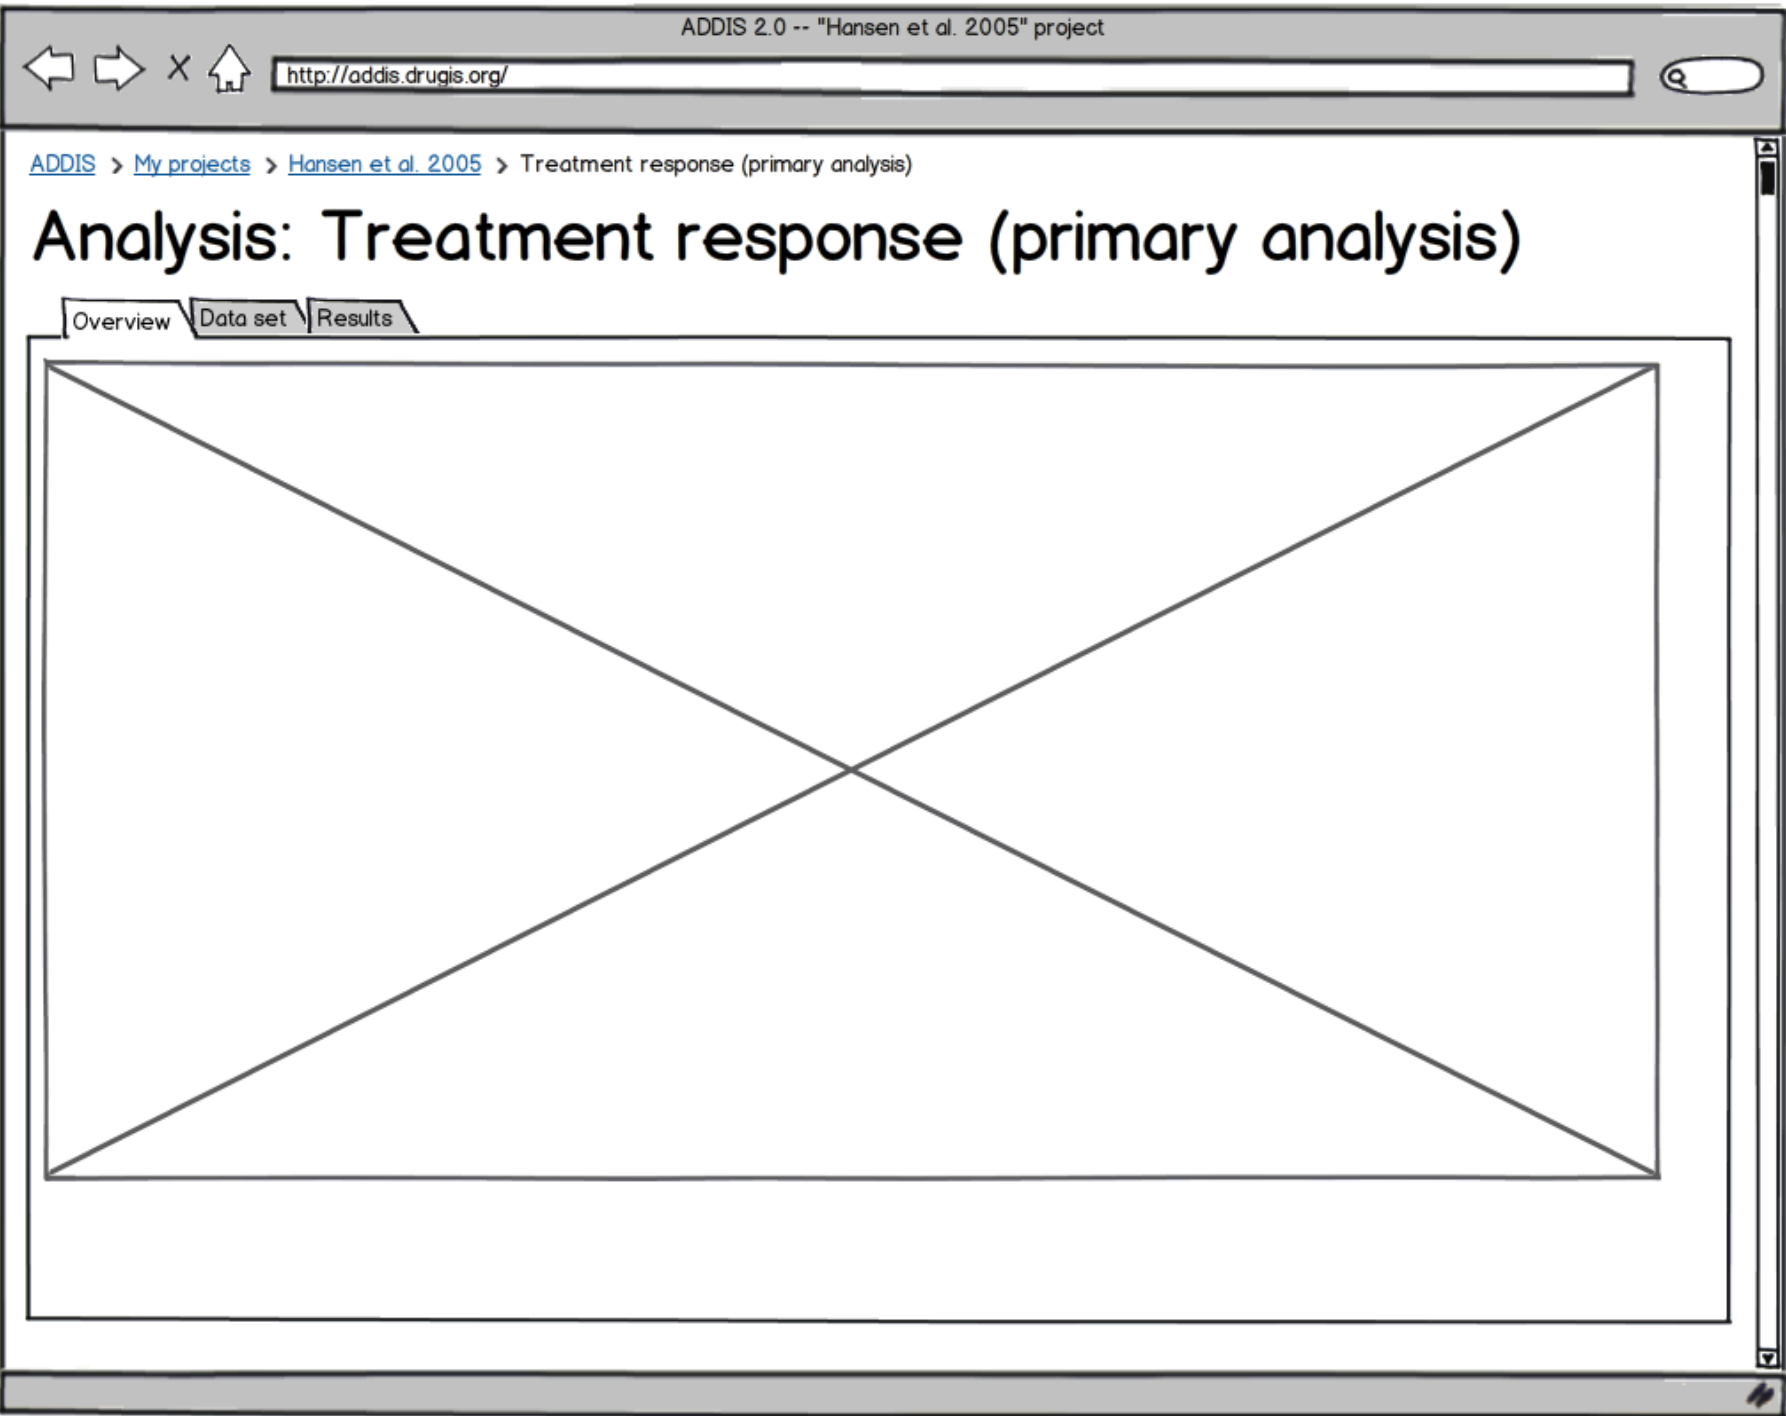 ADDIS 2.0 -- "Hansen et al. 2005" project
http://addis.drugis.org/
ADDIS > My projects > Hansen et al. 2005 > Treatment response (primary analysis)
Analysis: Treatment response (primary analysis)
Overview Data set Results